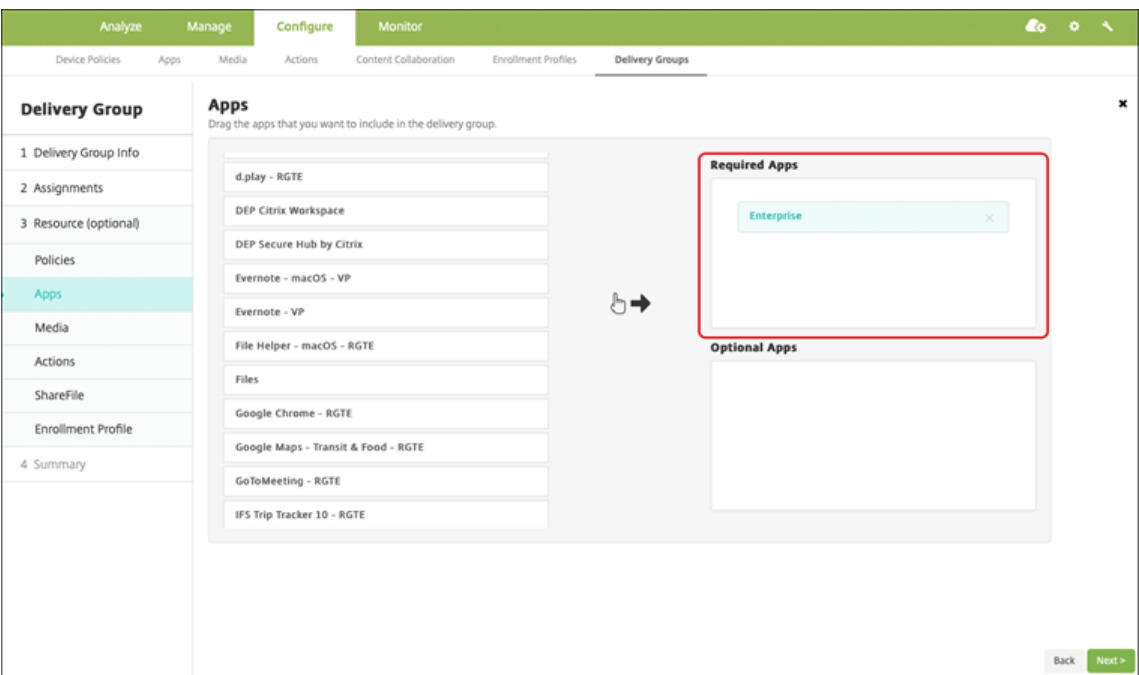 Analyze Manage Configure Monitor
Device Policies Apps Media Actions Content Collaboration Enrollment Profiles Delivery Groups
Delivery Group
1 Delivery Group Info
2 Assignments
3 Resource (optional)
Policies
Apps
Media
Actions
ShareFile
Enrollment Profile
4 Summary
Apps
Drag the apps that you want to include in the delivery group.
d.play - RGTE
DEP Citrix Workspace
DEP Secure Hub by Citrix
Evernote - macOS - VP
Evernote - VP
File Helper - macOS - RGTE
Files
Google Chrome - RGTE
Google Maps - Transit & Food - RGTE
GoToMeeting - RGTE
IFS Trip Tracker 10 - RGTE
Required Apps
Enterprise
Optional Apps
Back Next >